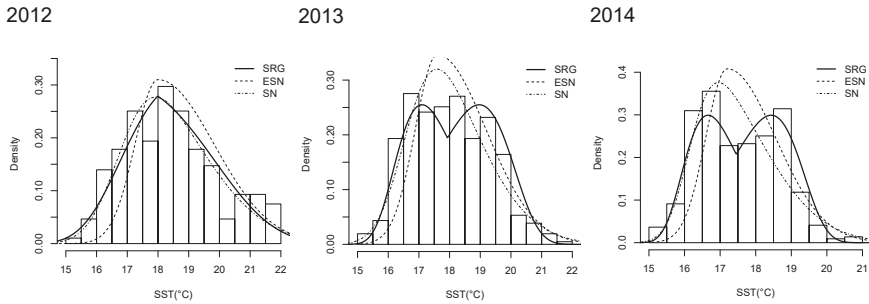 2012
2013
2014
SRG
ESN
SN
Density
0.00
0.10
0.20
0.30
15 16 17 18 19 20 21 22
SST(°C)
SRG
ESN
SN
Density
0.00
0.10
0.20
0.30
15 16 17 18 19 20 21 22
SST(°C)
SRG
ESN
SN
Density
0.0
0.1
0.2
0.3
0.4
15 16 17 18 19 20 21
SST(°C)